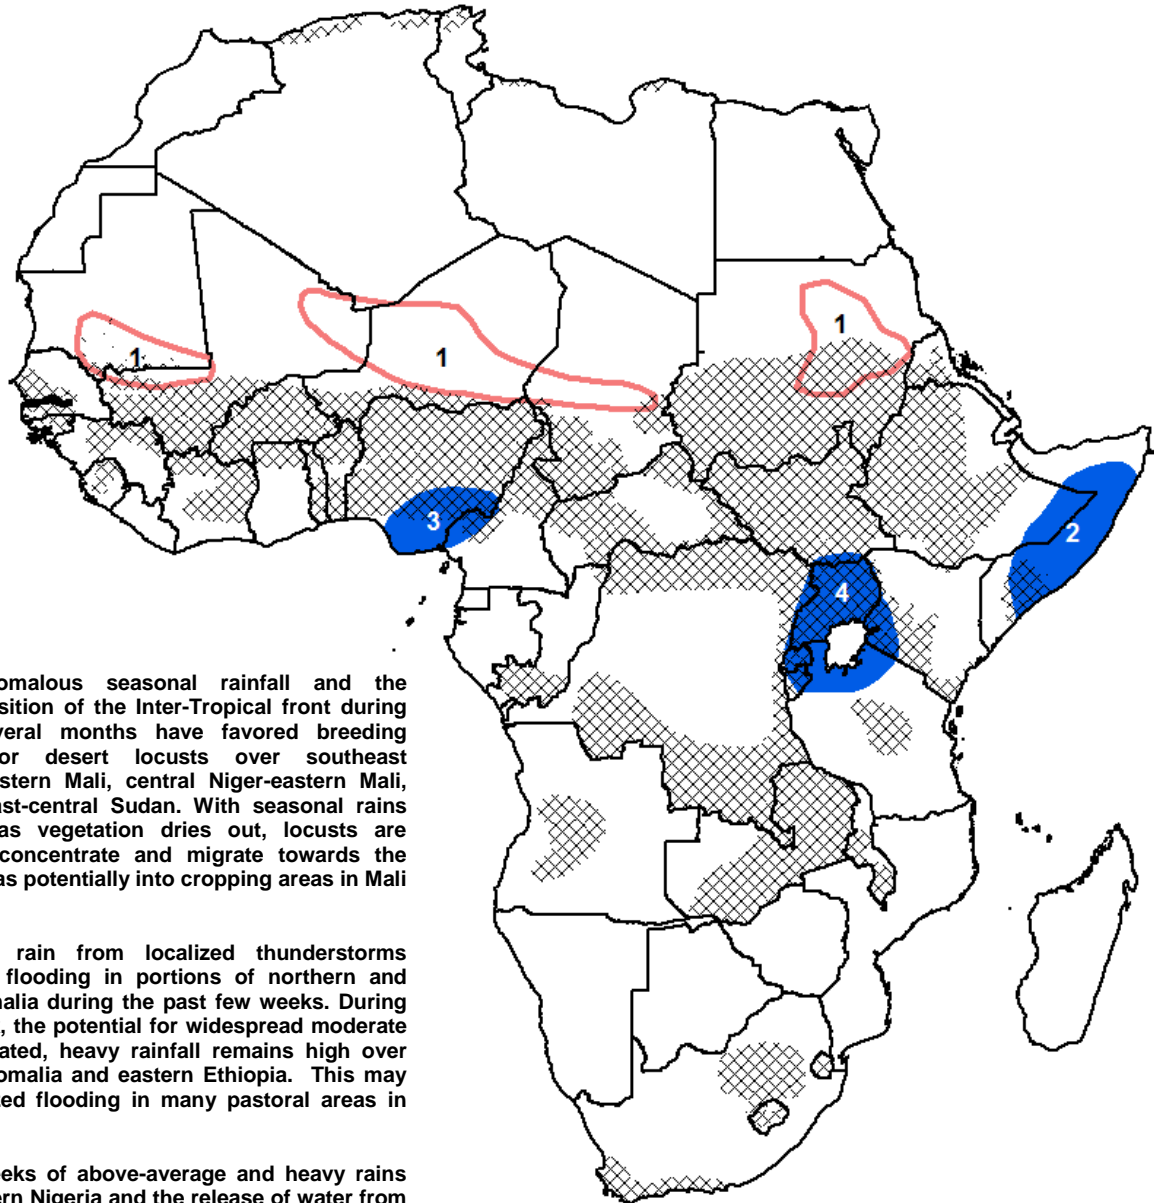 1
1
1
2
3
4
omalous seasonal rainfall and the
sition of the Inter-Tropical front during
veral months have favored breeding
or desert locusts over southeast
stern Mali, central Niger-eastern Mali,
ast-central Sudan. With seasonal rains
as vegetation dries out, locusts are
concentrate and migrate towards the
as potentially into cropping areas in Mali
rain from localized thunderstorms
flooding in portions of northern and
nalia during the past few weeks. During
, the potential for widespread moderate
ated, heavy rainfall remains high over
omalia and eastern Ethiopia. This may
ed flooding in many pastoral areas in
eeks of above-average and heavy rains
ern Nigeria and the release of water from